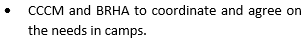 • CCCM and BRHA to coordinate and agree on
the needs in camps.